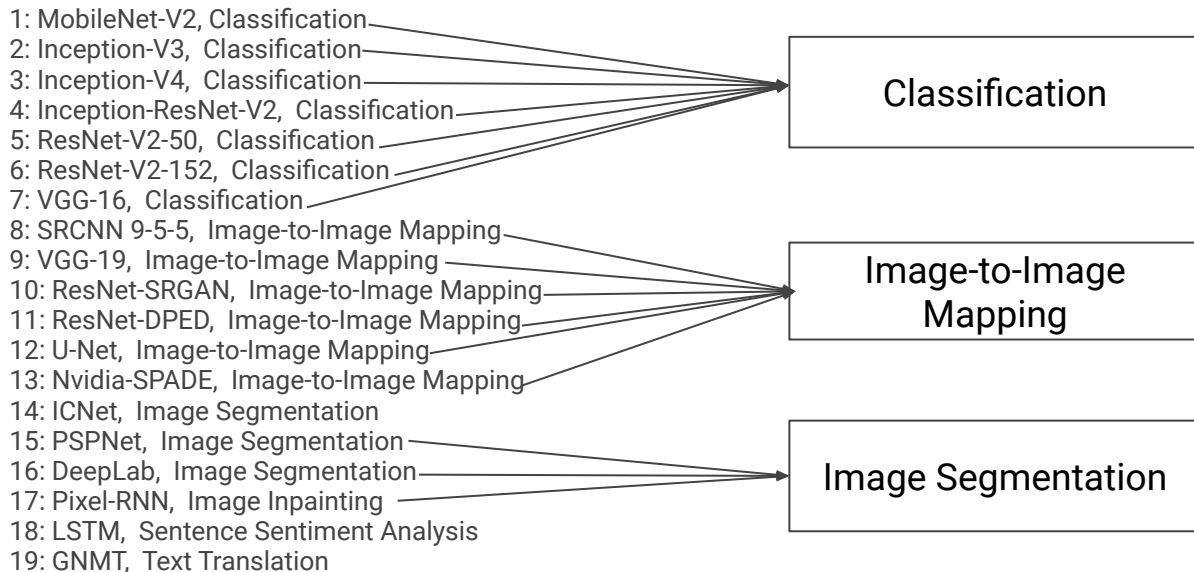 1: MobileNet-V2, Classification
2: Inception-V3, Classification
3: Inception-V4, Classification
4: Inception-ResNet-V2, Classification
5: ResNet-V2-50, Classification
6: ResNet-V2-152, Classification
7: VGG-16, Classification
8: SRCNN 9-5-5, Image-to-Image Mapping
9: VGG-19, Image-to-Image Mapping
10: ResNet-SRGAN, Image-to-Image Mapping
11: ResNet-DPED, Image-to-Image Mapping
12: U-Net, Image-to-Image Mapping
13: Nvidia-SPADE, Image-to-Image Mapping
14: ICNet, Image Segmentation
15: PSPNet, Image Segmentation
16: DeepLab, Image Segmentation
17: Pixel-RNN, Image Inpainting
18: LSTM, Sentence Sentiment Analysis
19: GNMT, Text Translation
Classification
Image-to-Image
Mapping
Image Segmentation